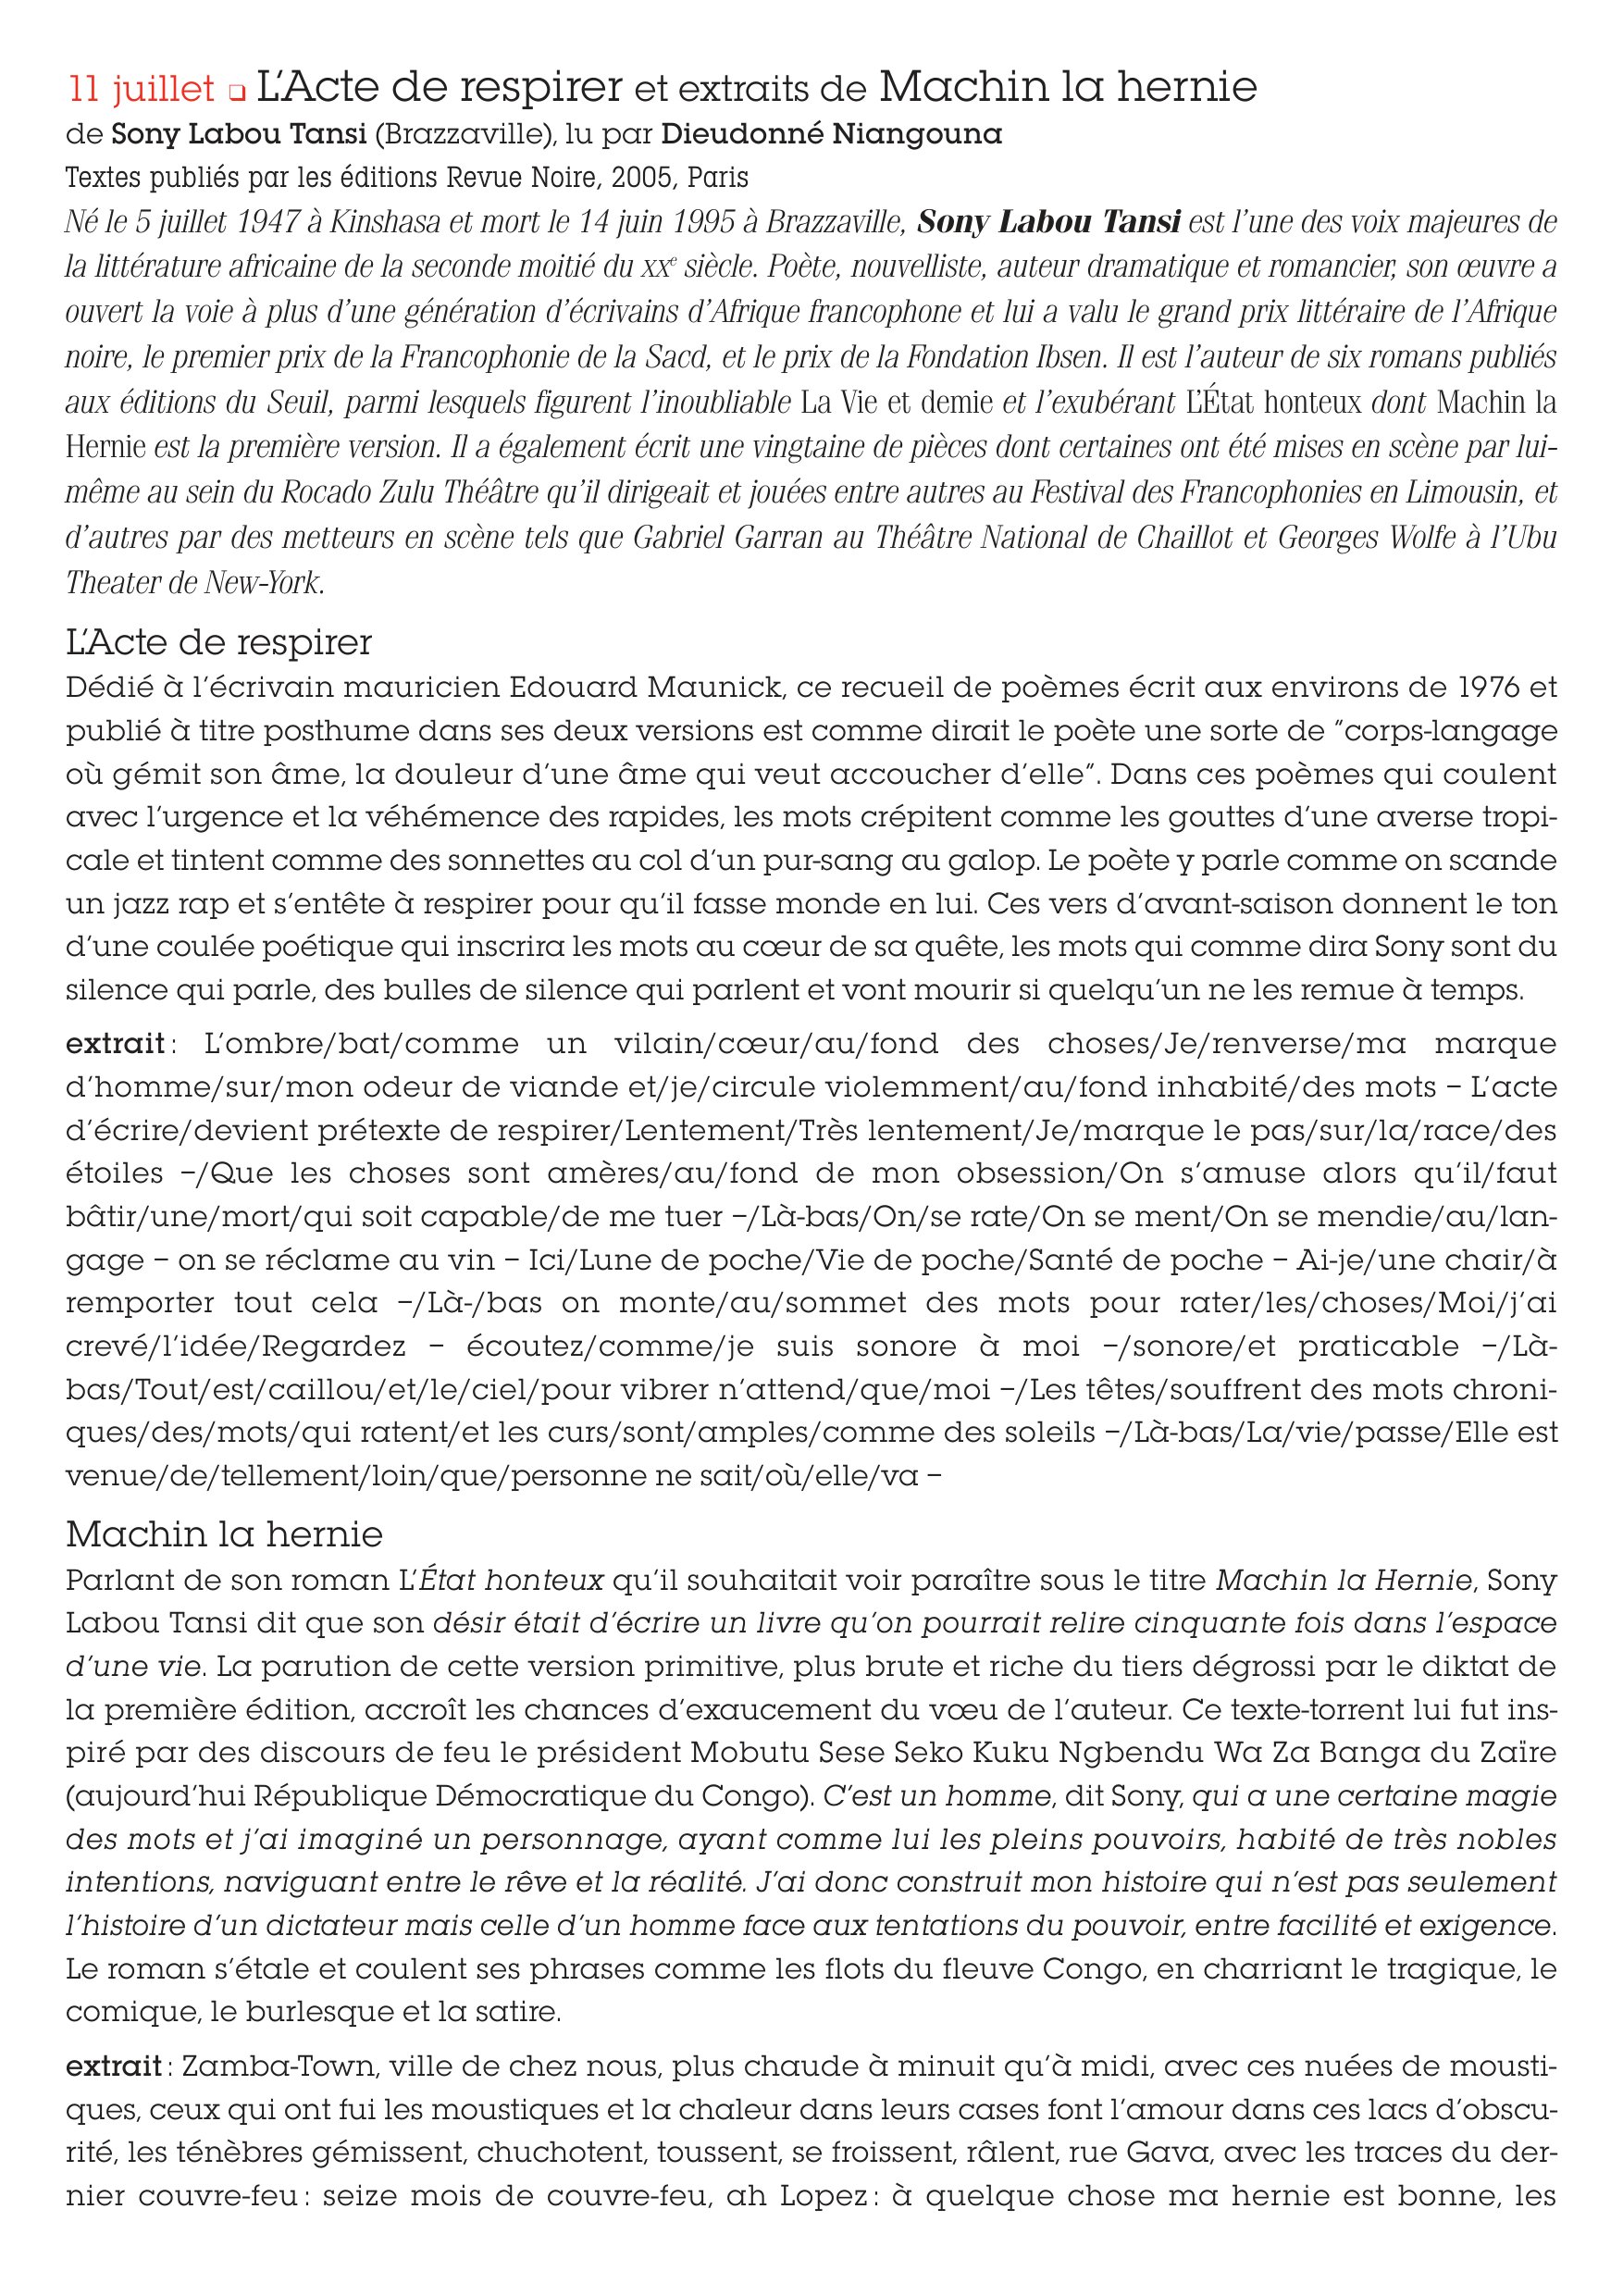 11 juillet ❑ L'Acte de respirer et extraits de Machin la hernie
de Sony Labou Tansi (Brazzaville), lu par Dieudonné Niangouna
Textes publiés par les éditions Revue Noire, 2005, Paris
Né le 5 juillet 1947 à Kinshasa et mort le 14 juin 1995 à Brazzaville, Sony Labou Tansi est l'une des voix majeures de
la littérature africaine de la seconde moitié du XXe siècle. Poète, nouvelliste, auteur dramatique et romancier, son œuvre a
ouvert la voie à plus d'une génération d'écrivains d'Afrique francophone et lui a valu le grand prix littéraire de l'Afrique
noire, le premier prix de la Francophonie de la Sacd, et le prix de la Fondation Ibsen. Il est l'auteur de six romans publiés
aux éditions du Seuil, parmi lesquels figurent l'inoubliable La Vie et demie et l'exubérant L'État honteux dont Machin la
Hernie est la première version. Il a également écrit une vingtaine de pièces dont certaines ont été mises en scène par lui-
même au sein du Rocado Zulu Théâtre qu'il dirigeait et jouées entre autres au Festival des Francophonies en Limousin, et
d'autres par des metteurs en scène tels que Gabriel Garran au Théâtre National de Chaillot et Georges Wolfe à l'Ubu
Theater de New-York.
L'Acte de respirer
Dédié à l'écrivain mauricien Edouard Maunick, ce recueil de poèmes écrit aux environs de 1976 et
publié à titre posthume dans ses deux versions est comme dirait le poète une sorte de "corps-langage
où gémit son âme, la douleur d'une âme qui veut accoucher d'elle". Dans ces poèmes qui coulent
avec l'urgence et la véhémence des rapides, les mots crépitent comme les gouttes d'une averse tropi-
cale et tintent comme des sonnettes au col d'un pur-sang au galop. Le poète y parle comme on scande
un jazz rap et s'entête à respirer pour qu'il fasse monde en lui. Ces vers d'avant-saison donnent le ton
d'une coulée poétique qui inscrira les mots au cœur de sa quête, les mots qui comme dira Sony sont du
silence qui parle, des bulles de silence qui parlent et vont mourir si quelqu'un ne les remue à temps.
extrait : L'ombre/bat/comme un vilain/cœur/au/fond des choses/Je/renverse/ma marque
d'homme/sur/mon odeur de viande et/je/circule violemment/au/fond inhabité/des mots – L'acte
d'écrire/devient prétexte de respirer/Lentement/Très lentement/Je/marque le pas/sur/la/race/des
étoiles –/Que les choses sont amères/au/fond de mon obsession/On s'amuse alors qu'il/faut
bâtir/une/mort/qui soit capable/de me tuer –/Là-bas/On/se rate/On se ment/On se mendie/au/lan-
gage – on se réclame au vin – Ici/Lune de poche/Vie de poche/Santé de poche – Ai-je/une chair/à
remporter tout cela –/Là-/bas on monte/au/sommet des mots pour rater/les/choses/Moi/j'ai
crevé/l'idée/Regardez – écoutez/comme/je suis sonore à moi –/sonore/et praticable –/Là-
bas/Tout/est/caillou/et/le/ciel/pour vibrer n'attend/que/moi –/Les têtes/souffrent des mots chroni-
ques/des/mots/qui ratent/et les curs/sont/amples/comme des soleils –/Là-bas/La/vie/passe/Elle est
venue/de/tellement/loin/que/personne ne sait/où/elle/va –
Machin la hernie
Parlant de son roman L'État honteux qu'il souhaitait voir paraître sous le titre Machin la Hernie, Sony
Labou Tansi dit que son désir était d'écrire un livre qu'on pourrait relire cinquante fois dans l'espace
d'une vie. La parution de cette version primitive, plus brute et riche du tiers dégrossi par le diktat de
la première édition, accroît les chances d'exaucement du vœu de l'auteur. Ce texte-torrent lui fut ins-
piré par des discours de feu le président Mobutu Sese Seko Kuku Ngbendu Wa Za Banga du Zaïre
(aujourd'hui République Démocratique du Congo). C'est un homme, dit Sony, qui a une certaine magie
des mots et j'ai imaginé un personnage, ayant comme lui les pleins pouvoirs, habité de très nobles
intentions, naviguant entre le rêve et la réalité. J'ai donc construit mon histoire qui n'est pas seulement
l'histoire d'un dictateur mais celle d'un homme face aux tentations du pouvoir, entre facilité et exigence.
Le roman s'étale et coulent ses phrases comme les flots du fleuve Congo, en charriant le tragique, le
comique, le burlesque et la satire.
extrait : Zamba-Town, ville de chez nous, plus chaude à minuit qu'à midi, avec ces nuées de mousti-
ques, ceux qui ont fui les moustiques et la chaleur dans leurs cases font l'amour dans ces lacs d'obscu-
rité, les ténèbres gémissent, chuchotent, toussent, se froissent, râlent, rue Gava, avec les traces du der-
nier couvre-feu : seize mois de couvre-feu, ah Lopez : à quelque chose ma hernie est bonne, les